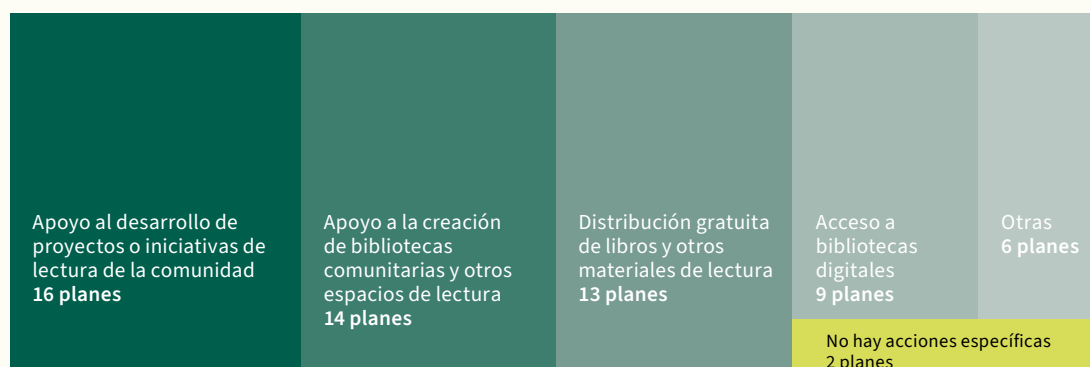 Apoyo al desarrollo de
proyectos o iniciativas de
lectura de la comunidad
16 planes
Apoyo a la creación
de bibliotecas
comunitarias y otros
espacios de lectura
14 planes
Distribución gratuita
de libros y otros
materiales de lectura
13 planes
Acceso a
bibliotecas
digitales
9 planes
Otras
6 planes
No hay acciones específicas
2 planes